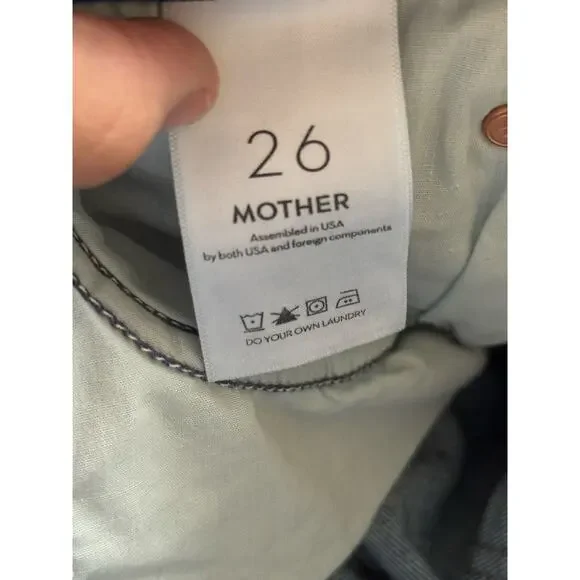 26
MOTHER
Assembled in USA
by both USA and foreign components
DO YOUR OWN LAUNDRY